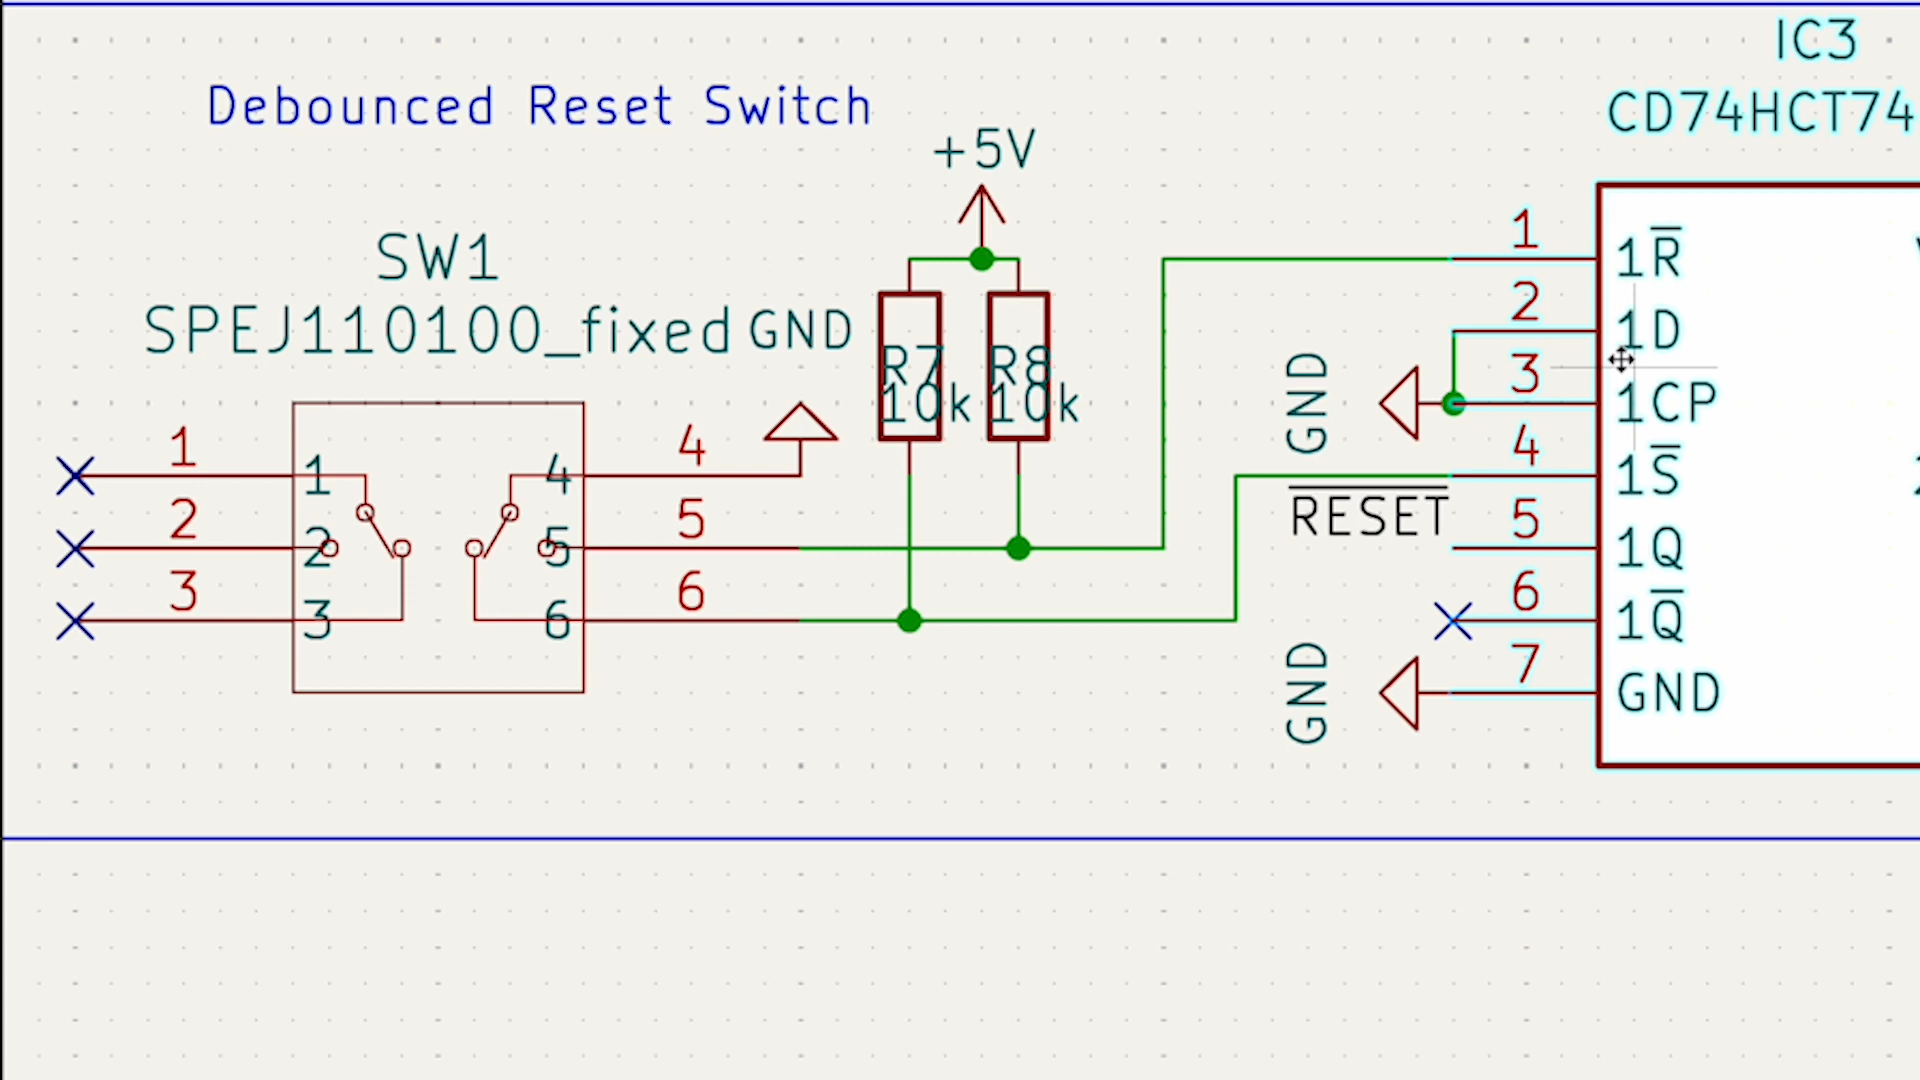 IC3
CD74HCT74
Debounced Reset Switch
+5V
SW1
SPEJ110100_fixed
GND
R7
10k
R8
10k
1
2
3
1
2
3
4
5
6
4
5
6
GND
RESET
GND
1
2
3
4
5
6
7
1R
1D
1CP
1S
1Q
1Q
GND